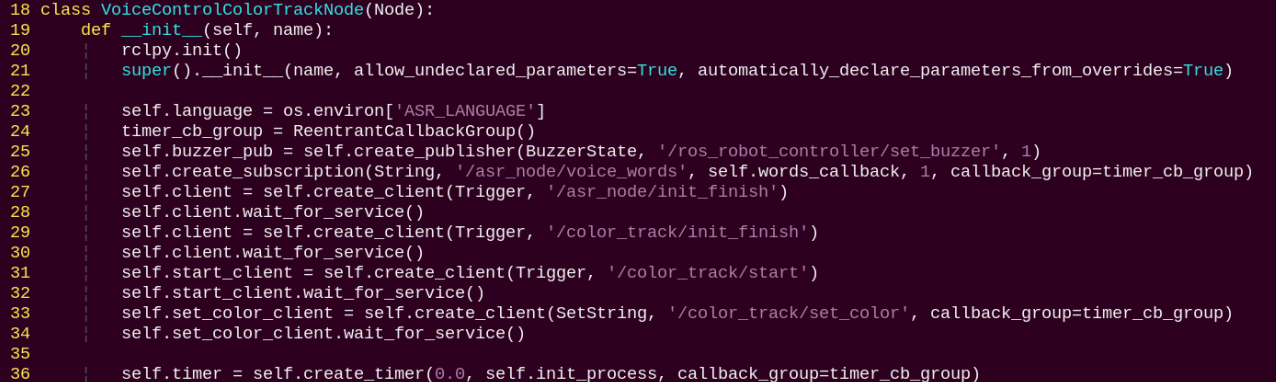 18 class VoiceControlColorTrackNode(Node):
19     def __init__(self, name):
20         rclpy.init()
21         super().__init__(name, allow_undeclared_parameters=True, automatically_declare_parameters_from_overrides=True)
22
23         self.language = os.environ['ASR_LANGUAGE']
24         timer_cb_group = ReentrantCallbackGroup()
25         self.buzzer_pub = self.create_publisher(BuzzerState, '/ros_robot_controller/set_buzzer', 1)
26         self.create_subscription(String, '/asr_node/voice_words', self.words_callback, 1, callback_group=timer_cb_group)
27         self.client = self.create_client(Trigger, '/asr_node/init_finish')
28         self.client.wait_for_service()
29         self.client = self.create_client(Trigger, '/color_track/init_finish')
30         self.client.wait_for_service()
31         self.start_client = self.create_client(Trigger, '/color_track/start')
32         self.start_client.wait_for_service()
33         self.set_color_client = self.create_client(SetString, '/color_track/set_color', callback_group=timer_cb_group)
34         self.set_color_client.wait_for_service()
35
36         self.timer = self.create_timer(0.0, self.init_process, callback_group=timer_cb_group)